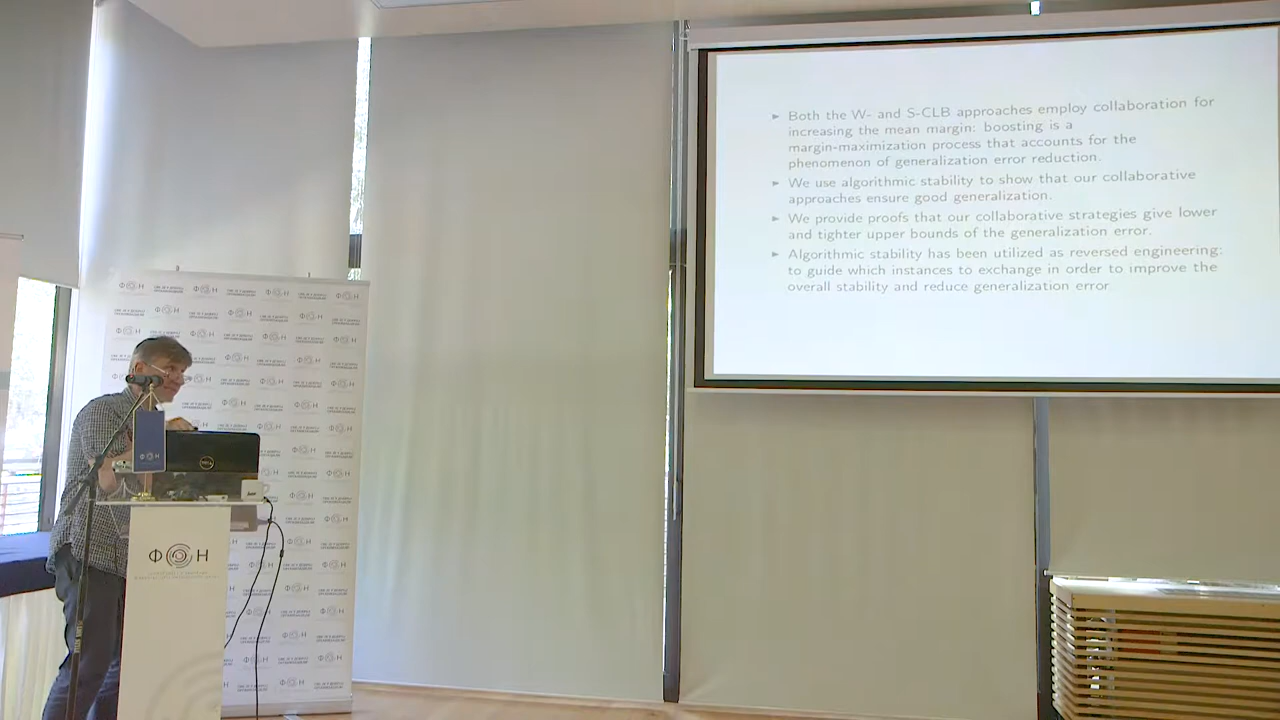 ► Both the W- and S-CLB approaches employ collaboration for
increasing the mean margin: boosting is a
margin-maximization process that accounts for the
phenomenon of generalization error reduction.
► We use algorithmic stability to show that our collaborative
approaches ensure good generalization.
► We provide proofs that our collaborative strategies give lower
and tighter upper bounds of the generalization error.
► Algorithmic stability has been utilized as reversed engineering:
to guide which instances to exchange in order to improve the
overall stability and reduce generalization error
DELL
ФОН